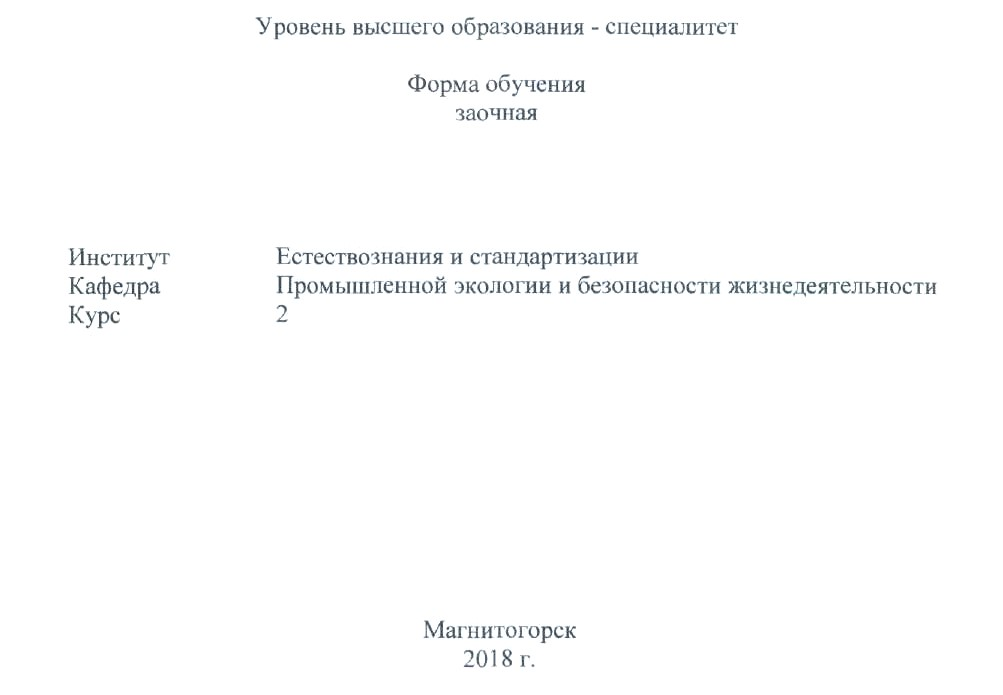 Уровень высшего образования - специалитет
Форма обучения
заочная
Институт Естествознания и стандартизации
Кафедра Промышленной экологии и безопасности жизнедеятельности
Курс 2
Магнитогорск
2018 г.